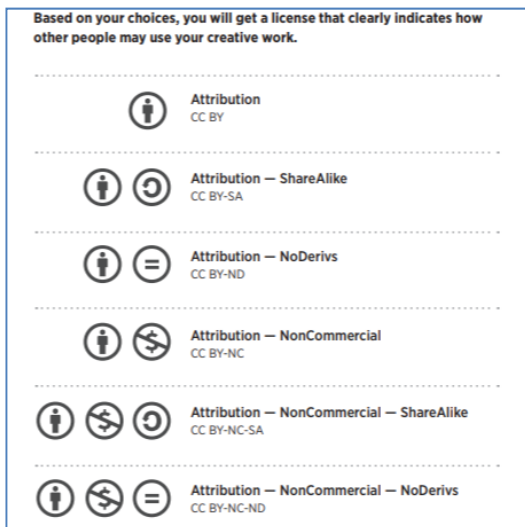 Based on your choices, you will get a license that clearly indicates how
other people may use your creative work.
Attribution
CC BY
Attribution — ShareAlike
CC BY-SA
Attribution — NoDerivs
CC BY-ND
Attribution — NonCommercial
CC BY-NC
Attribution — NonCommercial — ShareAlike
CC BY-NC-SA
Attribution — NonCommercial — NoDerivs
CC BY-NC-ND